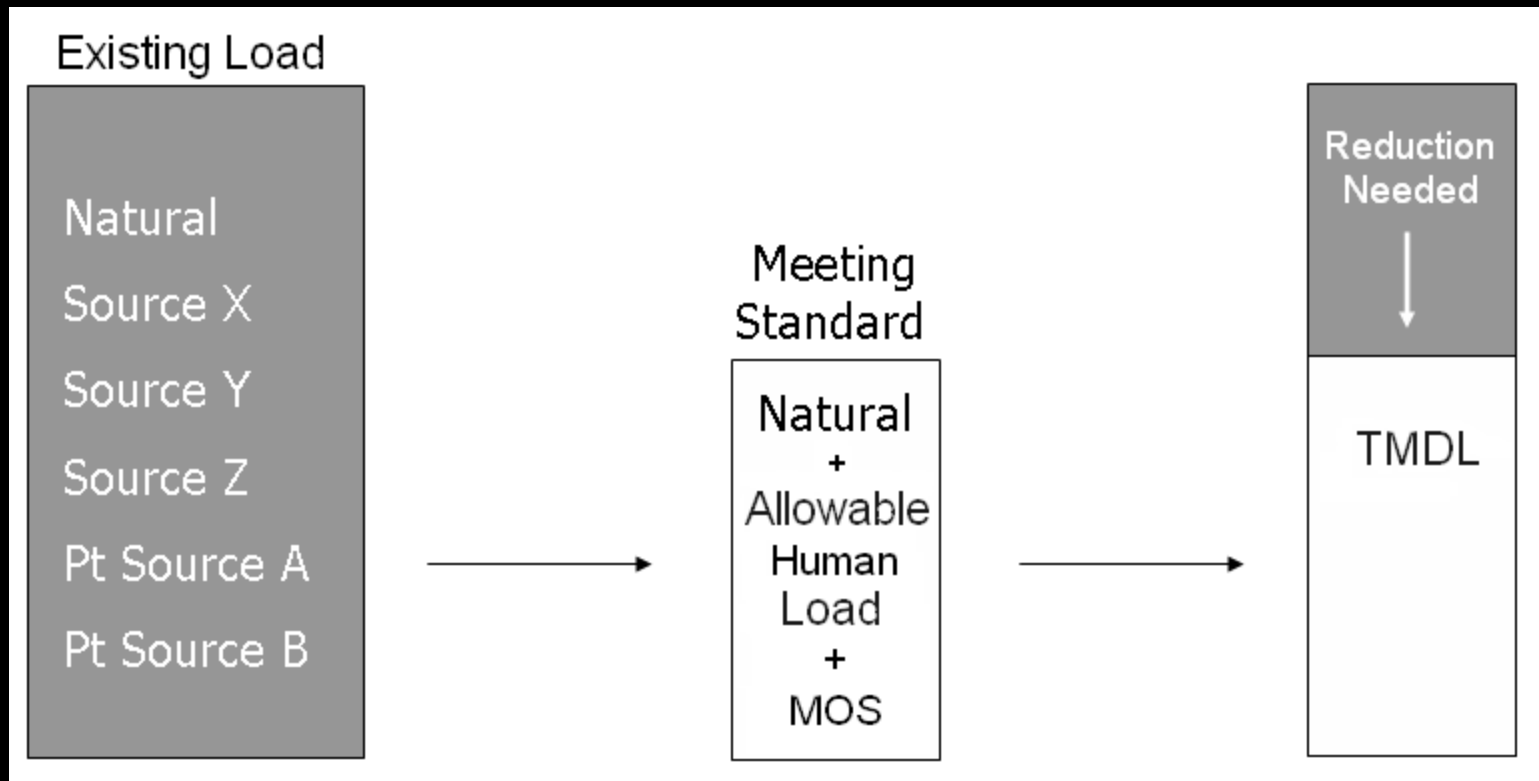 Existing Load
Natural
Source X
Source Y
Source Z
Pt Source A
Pt Source B
Meeting
Standard
Natural
+
Allowable
Human
Load
+
MOS
Reduction
Needed
TMDL